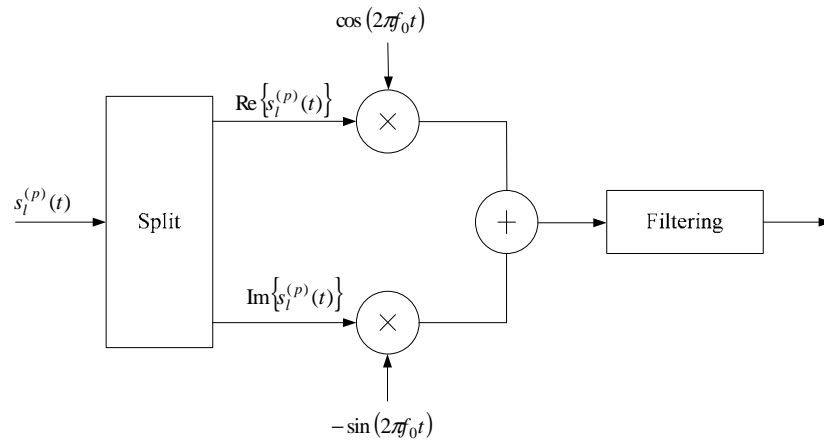 cos(2πf₀t)
Re{s_l^{(p)}(t)}
×
s_l^{(p)}(t)
Split
+
Filtering
Im{s_l^{(p)}(t)}
×
−sin(2πf₀t)